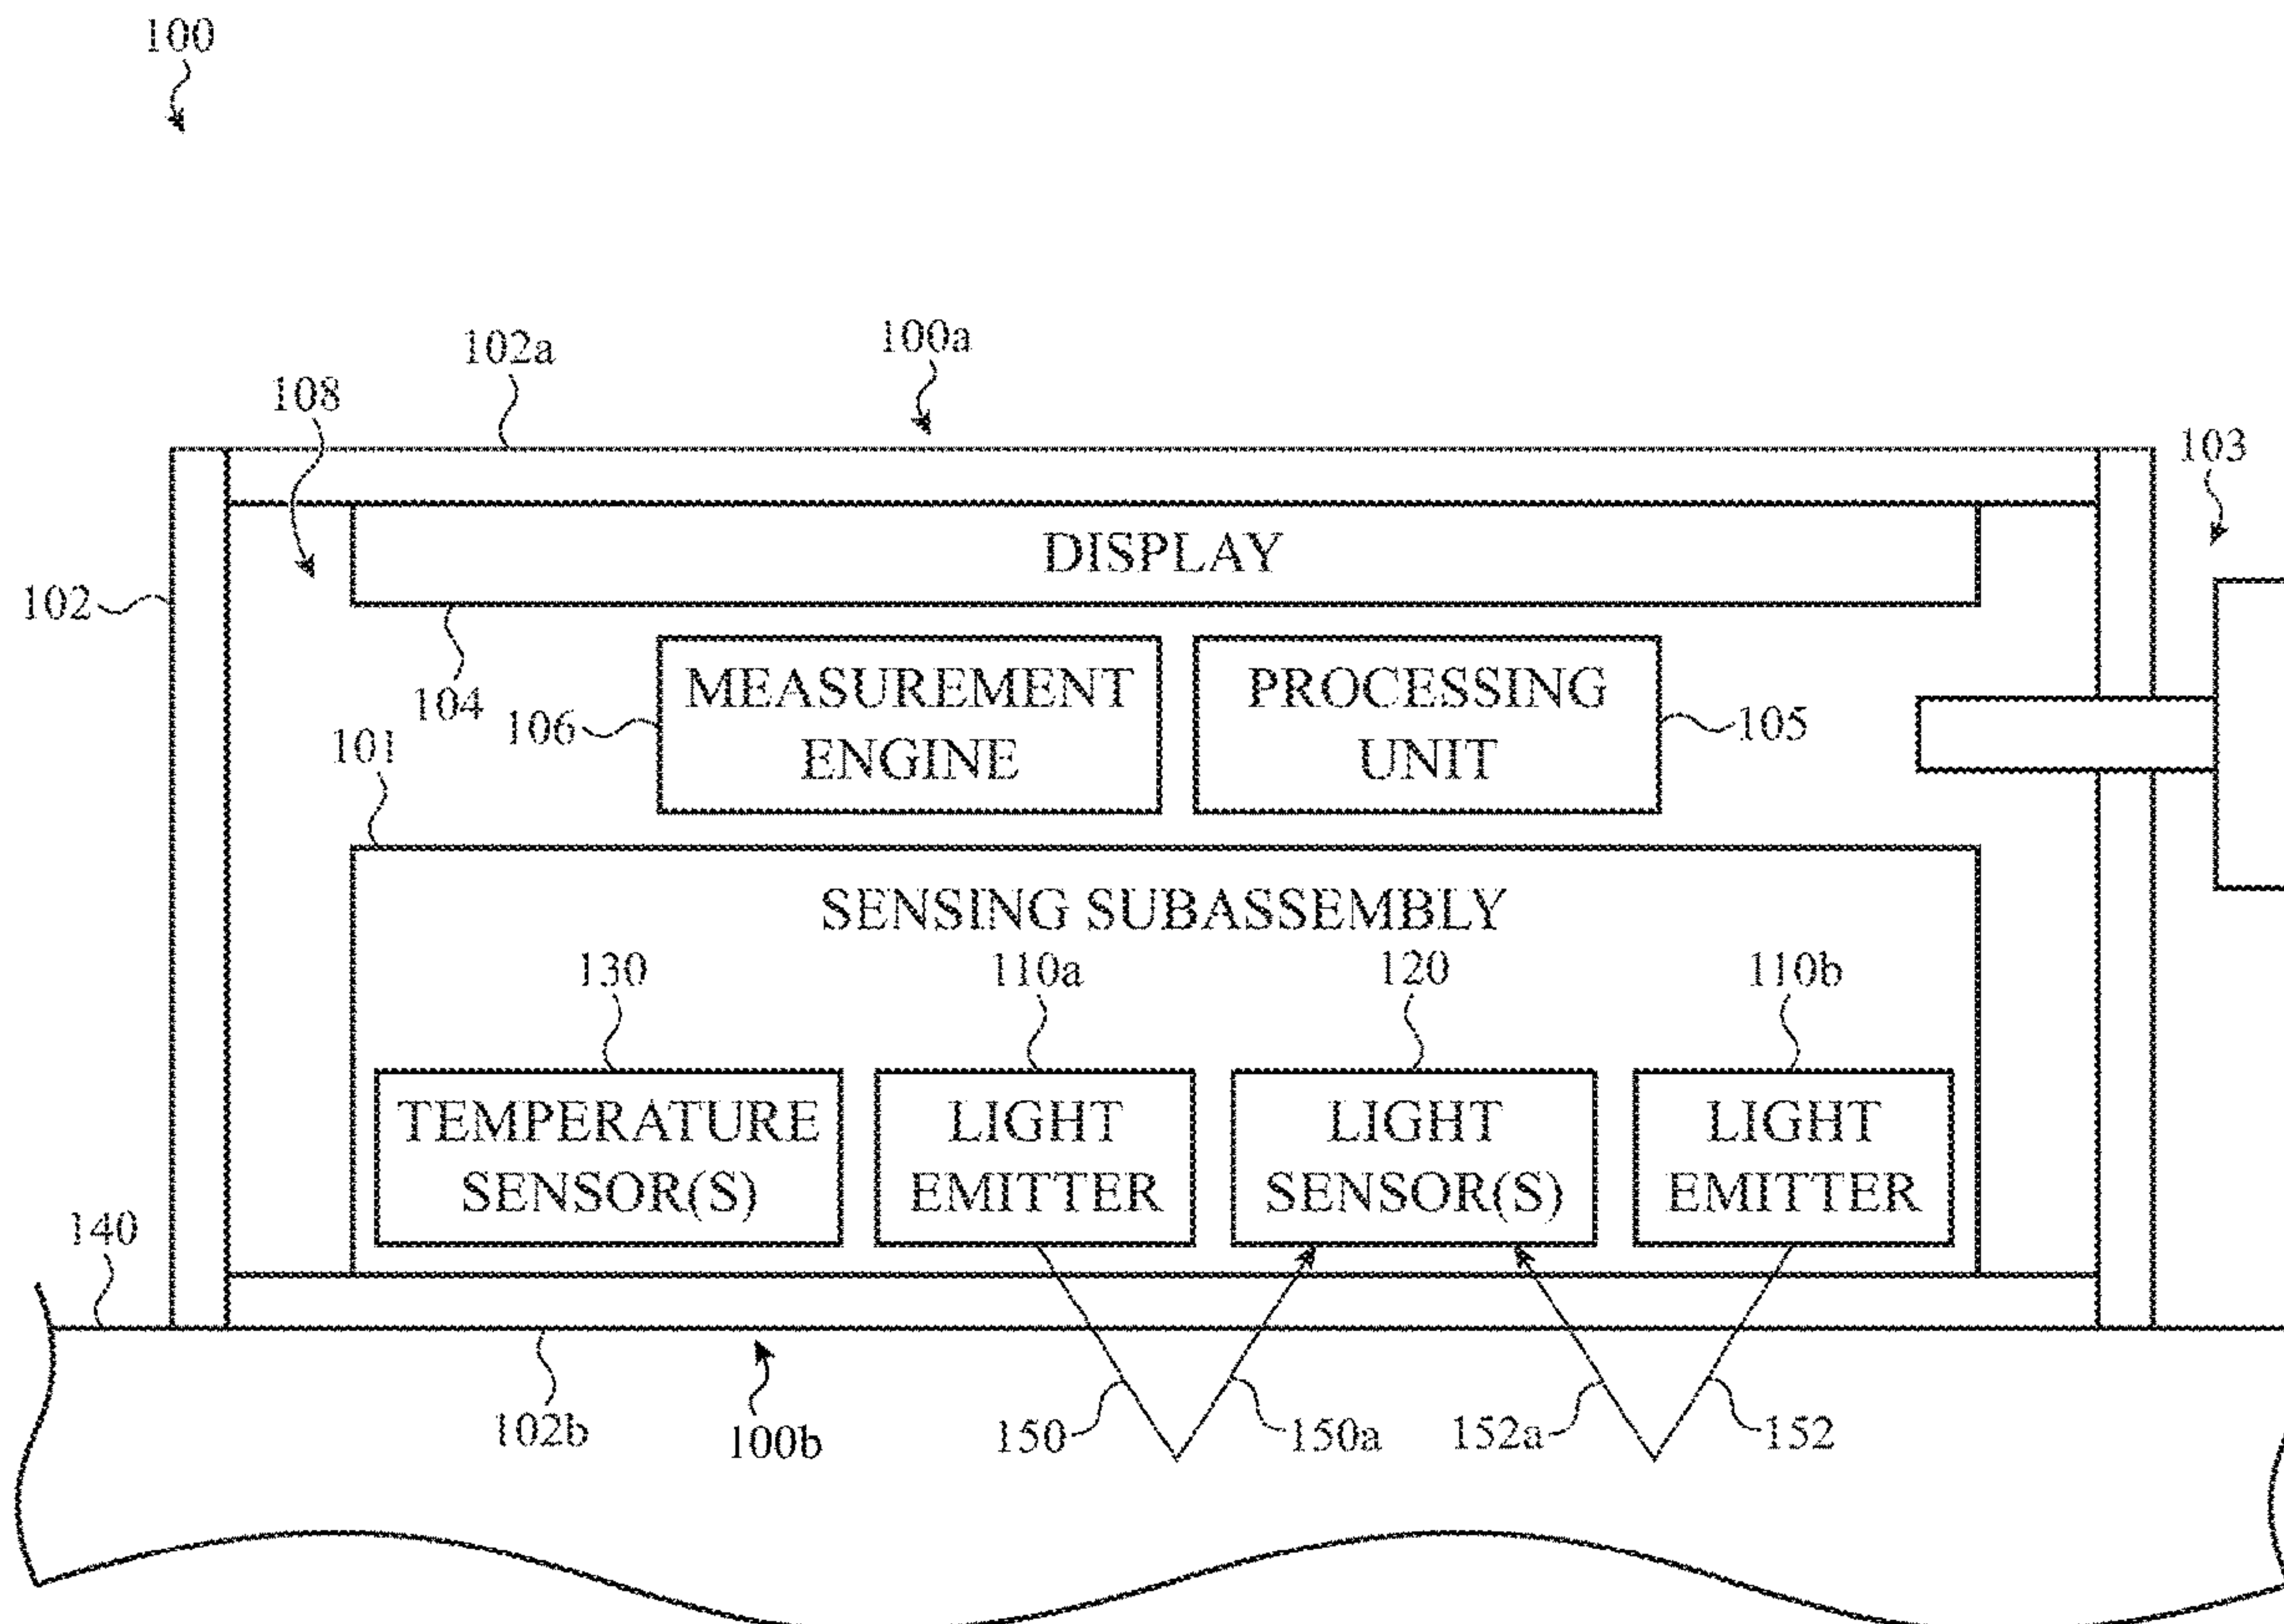 100
102a
100a
108
103
DISPLAY
102
104
MEASUREMENT
ENGINE
106
PROCESSING
UNIT
105
101
SENSING SUBASSEMBLY
130
110a
120
110b
TEMPERATURE
SENSOR(S)
LIGHT
EMITTER
LIGHT
SENSOR(S)
LIGHT
EMITTER
140
102b
100b
150
150a
152a
152